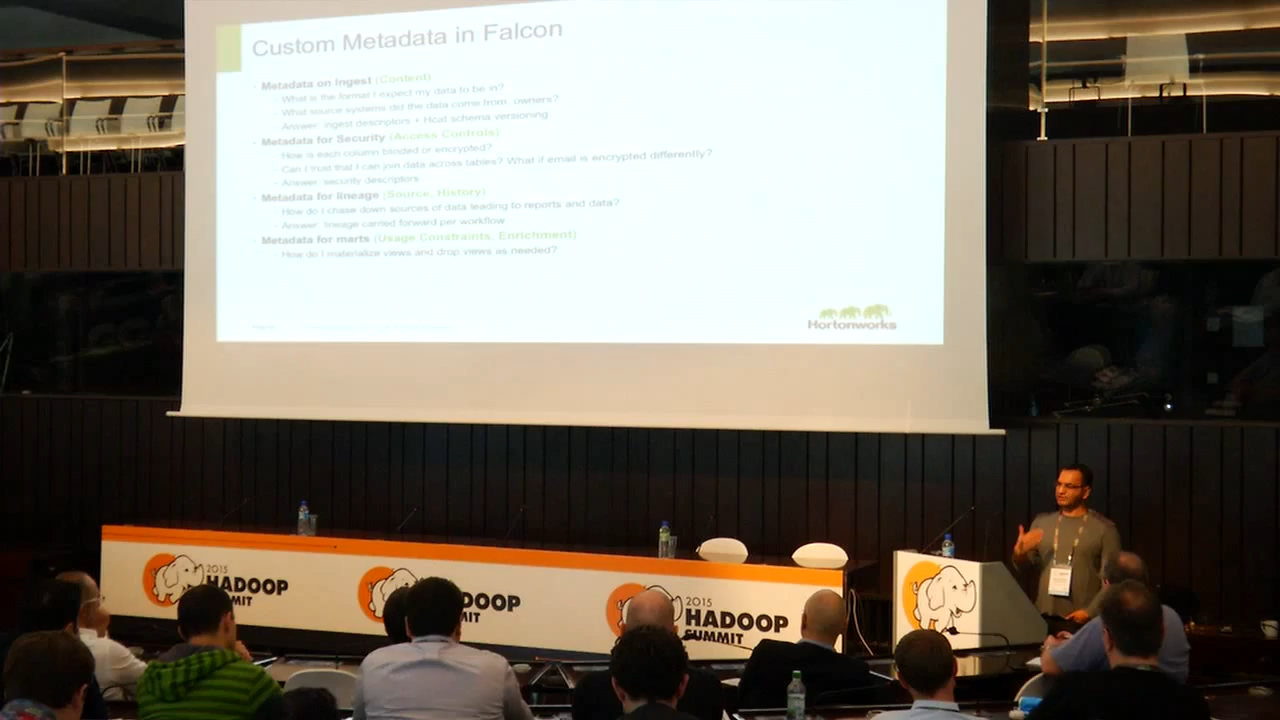 Custom Metadata in Falcon
- Metadata on Ingest (Content)
- What is the format I expect my data to be in?
- What source systems did the data come from, owners?
- Answer: ingest descriptors + Hcat schema versioning
- Metadata for Security (Access Controls)
- How is each column banded or encrypted?
- Can I trust that I can join data across tables? What if email is encrypted differently?
- Answer: security descriptors
- Metadata for lineage (Source, History)
- How do I chase down sources of data leading to reports and data?
- Answer: lineage carried forward per workflow
- Metadata for marts (Usage Constraints, Enrichment)
- How do I materialize views and drop views as needed?
Hortonworks
2015
HADOOP
MIT
DOOP
MIT
2015
HADOOP
SUMMIT